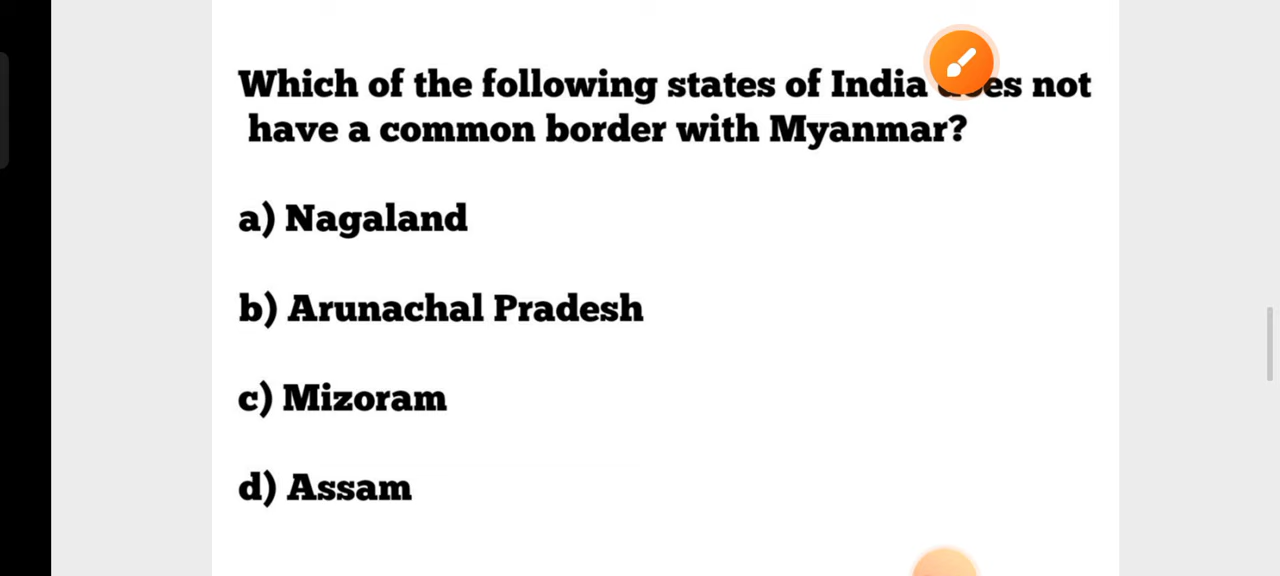 Which of the following states of India does not
have a common border with Myanmar?
a) Nagaland
b) Arunachal Pradesh
c) Mizoram
d) Assam